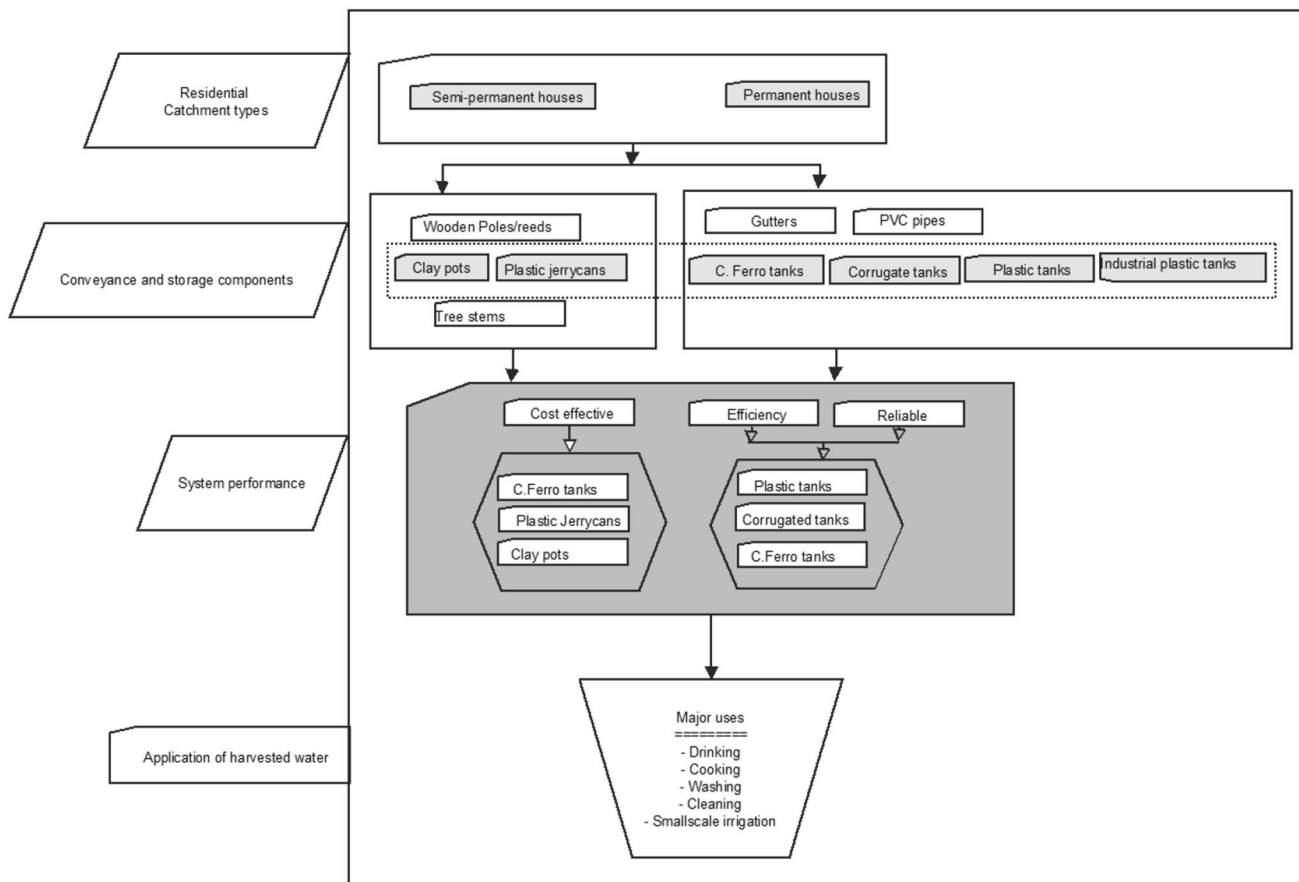 Residential
Catchment types
Semi-permanent houses
Permanent houses
Conveyance and storage components
Wooden Poles/reeds
Clay pots
Plastic jerrycans
Tree stems
Gutters
PVC pipes
C. Ferro tanks
Corrugate tanks
Plastic tanks
Industrial plastic tanks
System performance
Cost effective
C.Ferro tanks
Plastic Jerrycans
Clay pots
Efficiency
Reliable
Plastic tanks
Corrugated tanks
C.Ferro tanks
Application of harvested water
Major uses
=========
- Drinking
- Cooking
- Washing
- Cleaning
- Smallscale irrigation